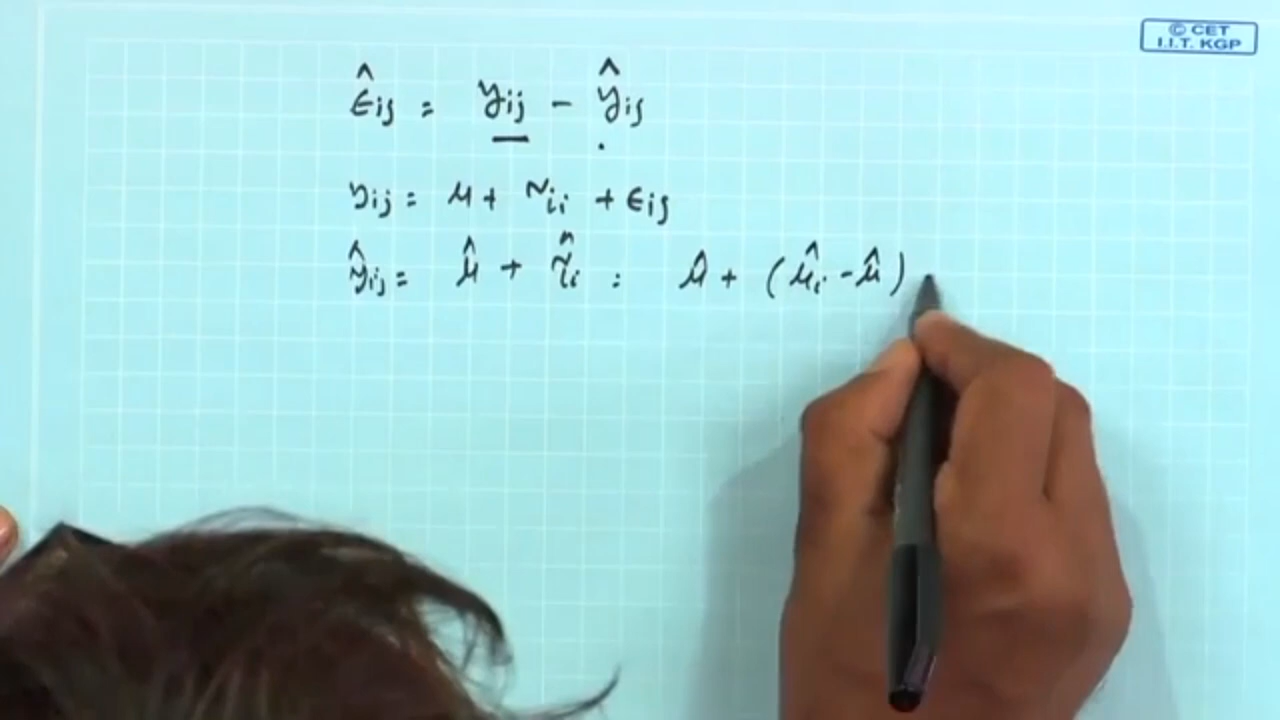 © CET
I.I.T. KGP
ε̂ij = yij - ŷij
yij = μ + τi + εij
ŷij = μ̂ + τ̂i = μ̂ + (μ̂i - μ̂)